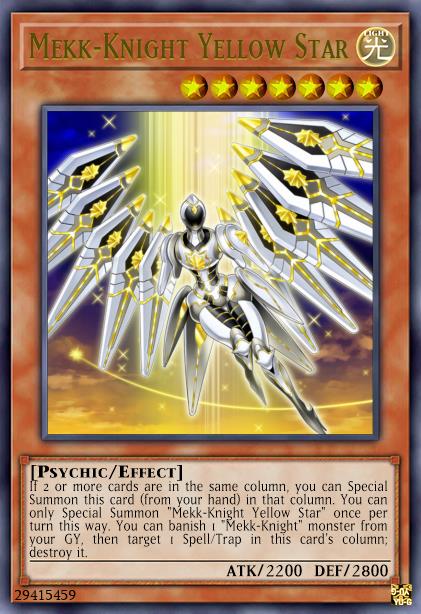 Mekk-Knight Yellow Star
LIGHT
光
[Psychic/Effect]
If 2 or more cards are in the same column, you can Special
Summon this card (from your hand) in that column. You can
only Special Summon "Mekk-Knight Yellow Star" once per
turn this way. You can banish 1 "Mekk-Knight" monster from
your GY, then target 1 Spell/Trap in this card's column;
destroy it.
ATK/2200 DEF/2800
29415459